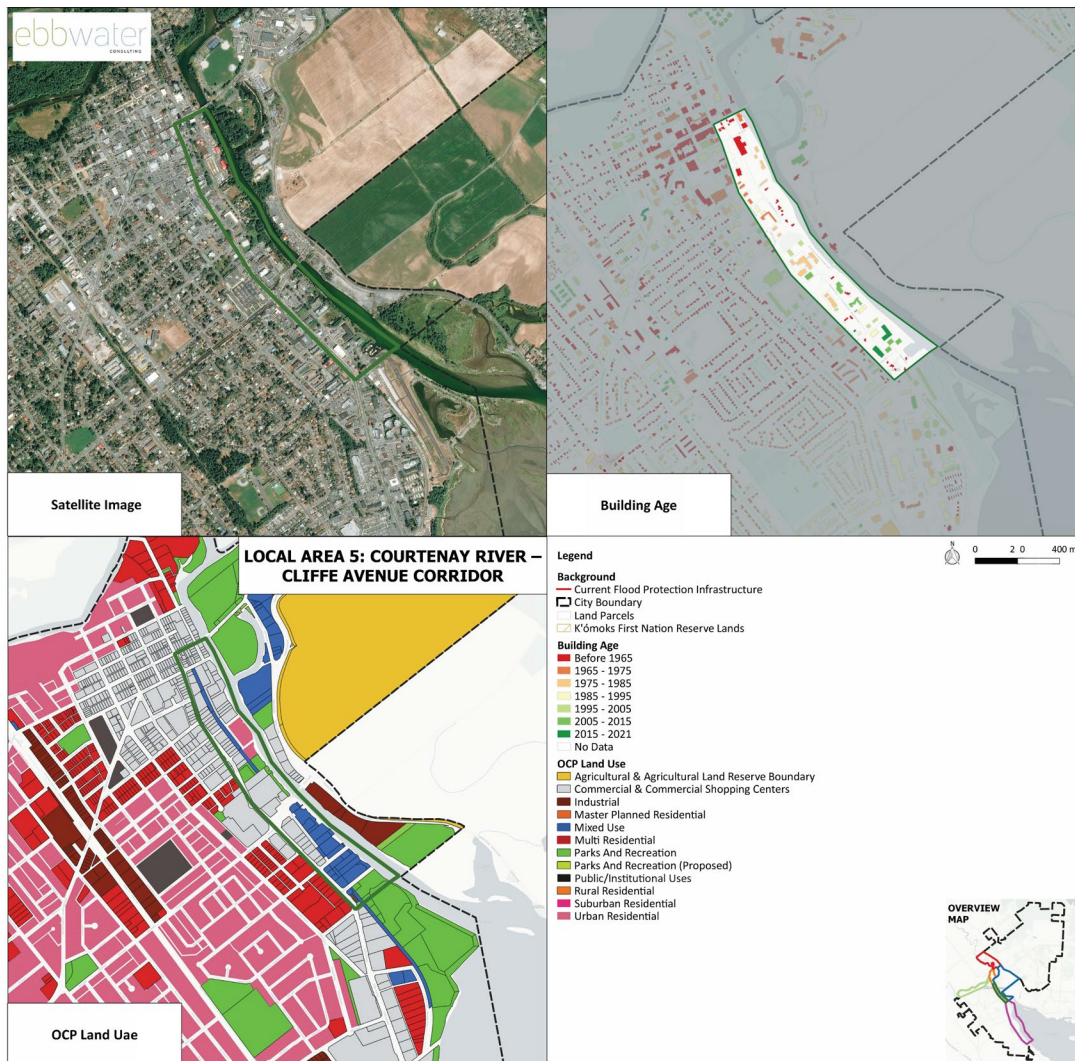 ebbwater
CONSULTING
Satellite Image
Building Age
LOCAL AREA 5: COURTENAY RIVER –
CLIFFE AVENUE CORRIDOR
OCP Land Uae
Legend
N
0 2 0 400 m
Background
Current Flood Protection Infrastructure
City Boundary
Land Parcels
K'ómoks First Nation Reserve Lands
Building Age
Before 1965
1965 - 1975
1975 - 1985
1985 - 1995
1995 - 2005
2005 - 2015
2015 - 2021
No Data
OCP Land Use
Agricultural & Agricultural Land Reserve Boundary
Commercial & Commercial Shopping Centers
Industrial
Master Planned Residential
Mixed Use
Multi Residential
Parks And Recreation
Parks And Recreation (Proposed)
Public/Institutional Uses
Rural Residential
Suburban Residential
Urban Residential
OVERVIEW
MAP